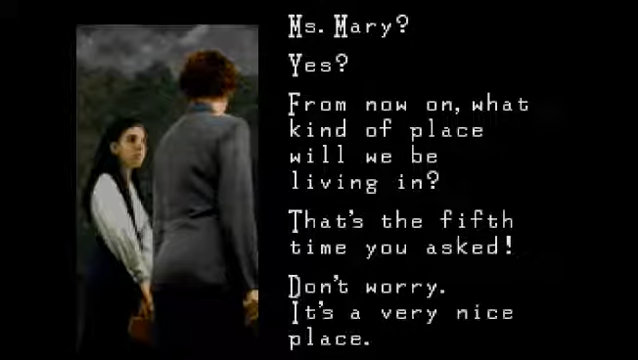 Ms. Mary?
Yes?
From now on, what
kind of place
will we be
living in?
That's the fifth
time you asked!
Don't worry.
It's a very nice
place.